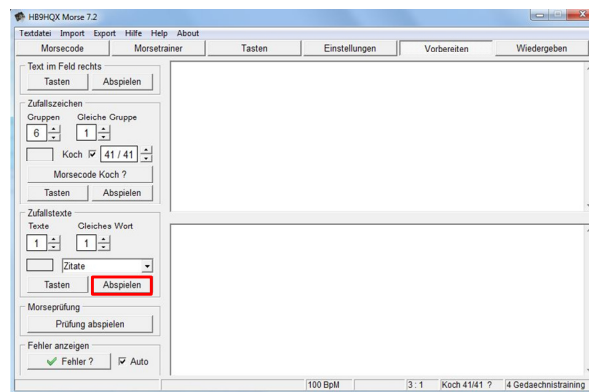 HB9HQX Morse 7.2
Textdatei Import Export Hilfe Help About
Morsecode Morsetrainer Tasten Einstellungen Vorbereiten Wiedergeben
Text im Feld rechts
Tasten Abspielen
Zufallszeichen
Gruppen Gleiche Gruppe
6 1
Koch 41 / 41
Morsecode Koch ?
Tasten Abspielen
Zufallstexte
Texte Gleiches Wort
1 1
Zitate
Tasten Abspielen
Morseprüfung
Prüfung abspielen
Fehler anzeigen
Fehler ? Auto
100 BpM 3 : 1 Koch 41/41 ? 4 Gedaechnistraining